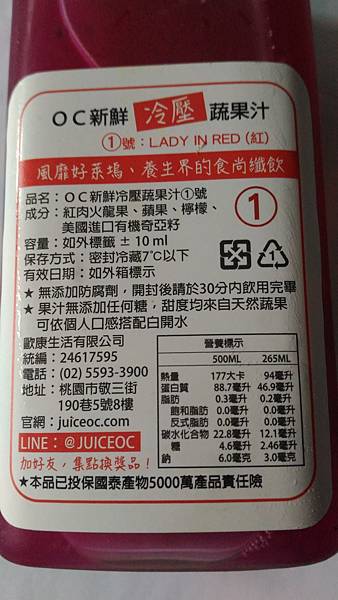 OC新鮮 冷壓 蔬果汁
①號：LADY IN RED (紅)
風靡好萊塢、養生界的食尚纖飲
品名：OC新鮮冷壓蔬果汁①號
成分：紅肉火龍果、蘋果、檸檬、
美國進口有機奇亞籽
容量：如外標籤 ± 10 ml
保存方式：密封冷藏7℃以下
有效日期：如外箱標示
①
★ 無添加防腐劑，開封後請於30分內飲用完畢
★ 果汁無添加任何糖，甜度均來自天然蔬果
可依個人口感搭配白開水
歐康生活有限公司
統編：24617595
電話：(02) 5593-3900
地址：桃園市敬三街
190巷5號8樓
官網：juiceoc.com
LINE：@JUICEOC
加好友，集點換獎品！
營養標示
500ML 265ML
熱量 177大卡 94毫升
蛋白質 88.7毫升 46.9毫升
脂肪 0.3毫升 0.2毫升
飽和脂肪 0.0毫升 0.0毫升
反式脂肪 0.0毫升 0.0毫升
碳水化合物 22.8毫升 12.1毫升
糖 4.6毫升 2.46毫升
鈉 6.0毫克 3.0毫克
★本品已投保國泰產物5000萬產品責任險